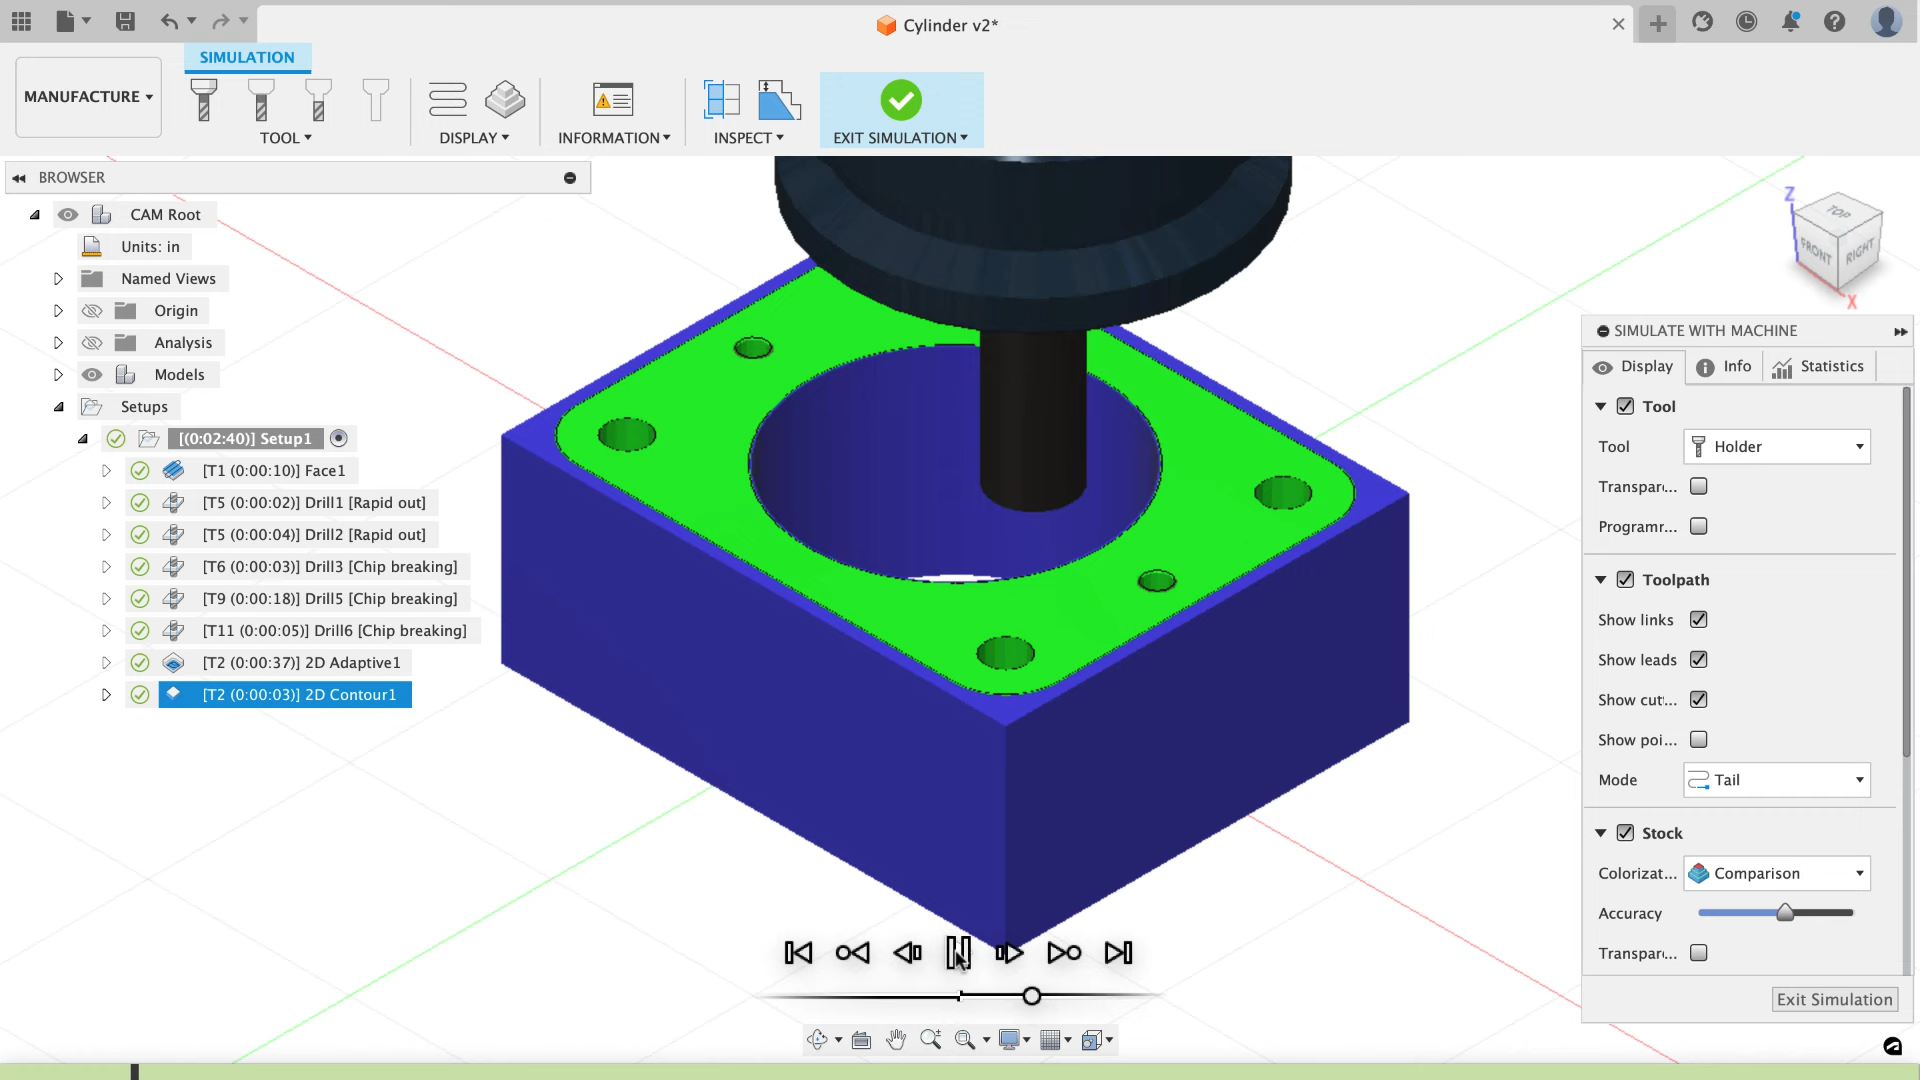 Cylinder v2*
SIMULATION
MANUFACTURE
TOOL
DISPLAY
INFORMATION
INSPECT
EXIT SIMULATION
BROWSER
CAM Root
Units: in
Named Views
Origin
Analysis
Models
Setups
[(0:02:40)] Setup1
[T1 (0:00:10)] Face1
[T5 (0:00:02)] Drill1 [Rapid out]
[T5 (0:00:04)] Drill2 [Rapid out]
[T6 (0:00:03)] Drill3 [Chip breaking]
[T9 (0:00:18)] Drill5 [Chip breaking]
[T11 (0:00:05)] Drill6 [Chip breaking]
[T2 (0:00:37)] 2D Adaptive1
[T2 (0:00:03)] 2D Contour1
Z
TOP
FRONT
RIGHT
X
SIMULATE WITH MACHINE
Display
Info
Statistics
Tool
Tool
Holder
Transpar...
Programr...
Toolpath
Show links
Show leads
Show cut...
Show poi...
Mode
Tail
Stock
Colorizat...
Comparison
Accuracy
Transpar...
Exit Simulation